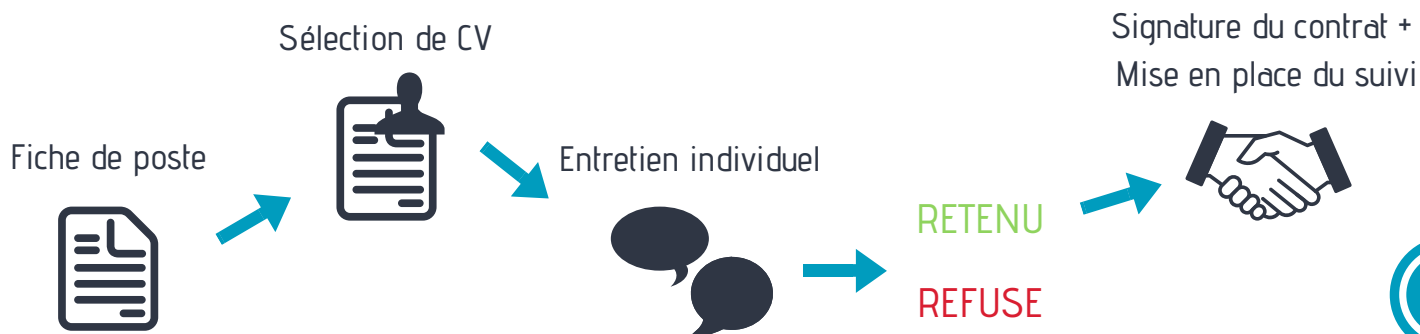 Fiche de poste
Sélection de CV
Entretien individuel
RETENU
REFUSE
Signature du contrat +
Mise en place du suivi